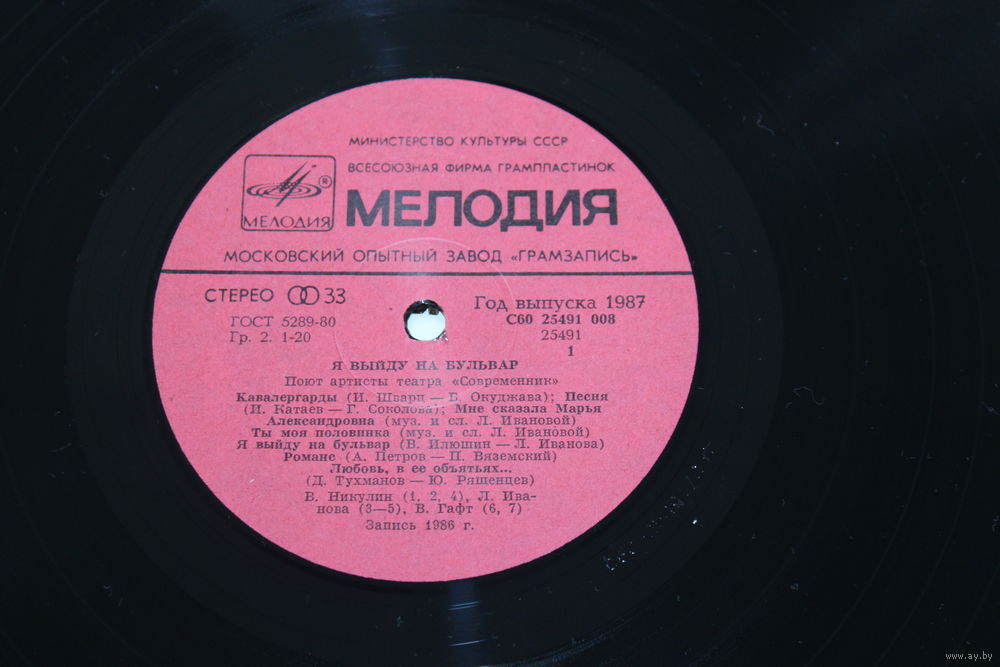 МИНИСТЕРСТВО КУЛЬТУРЫ СССР
ВСЕСОЮЗНАЯ ФИРМА ГРАМПЛАСТИНОК
® МЕЛОДИЯ
МЕЛОДИЯ
МОСКОВСКИЙ ОПЫТНЫЙ ЗАВОД «ГРАМЗАПИСЬ»
СТЕРЕО 33
Год выпуска 1987
ГОСТ 5289-80
С60 25491 008
Гр. 2. 1-20
25491
1
Я ВЫЙДУ НА БУЛЬВАР
Поют артисты театра «Современник»
Кавалергарды (И. Шварц — Б. Окуджава); Песня
(И. Катаев — Г. Соколова); Мне сказала Марья
Александровна (муз. и сл. Л. Ивановой)
Ты моя половинка (муз. и сл. Л. Ивановой)
Я выйду на бульвар (В. Илюшин — Л. Иванова)
Романс (А. Петров — П. Вяземский)
Любовь, в ее объятьях...
(Д. Тухманов — Ю. Ряшенцев)
В. Никулин (1, 2, 4), Л. Ива-
нова (3—5), В. Гафт (6, 7)
Запись 1986 г.
www.ay.by